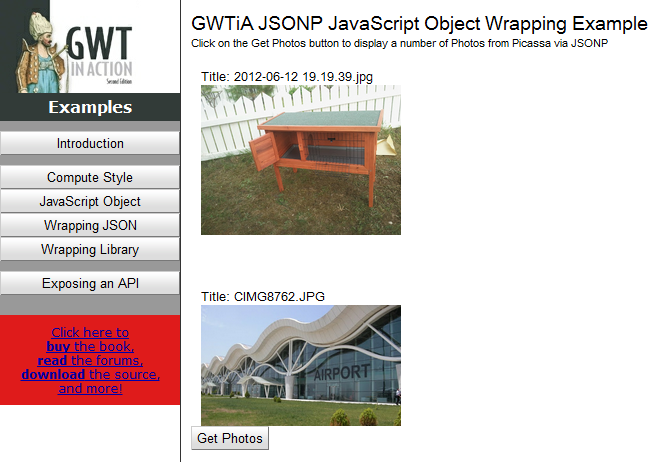 GWT
IN ACTION
Second Edition
Examples
Introduction
Compute Style
JavaScript Object
Wrapping JSON
Wrapping Library
Exposing an API
Click here to
buy the book,
read the forums,
download the source,
and more!
GWTiA JSONP JavaScript Object Wrapping Example
Click on the Get Photos button to display a number of Photos from Picassa via JSONP
Title: 2012-06-12 19.19.39.jpg
Title: CIMG8762.JPG
AIRPORT
Get Photos